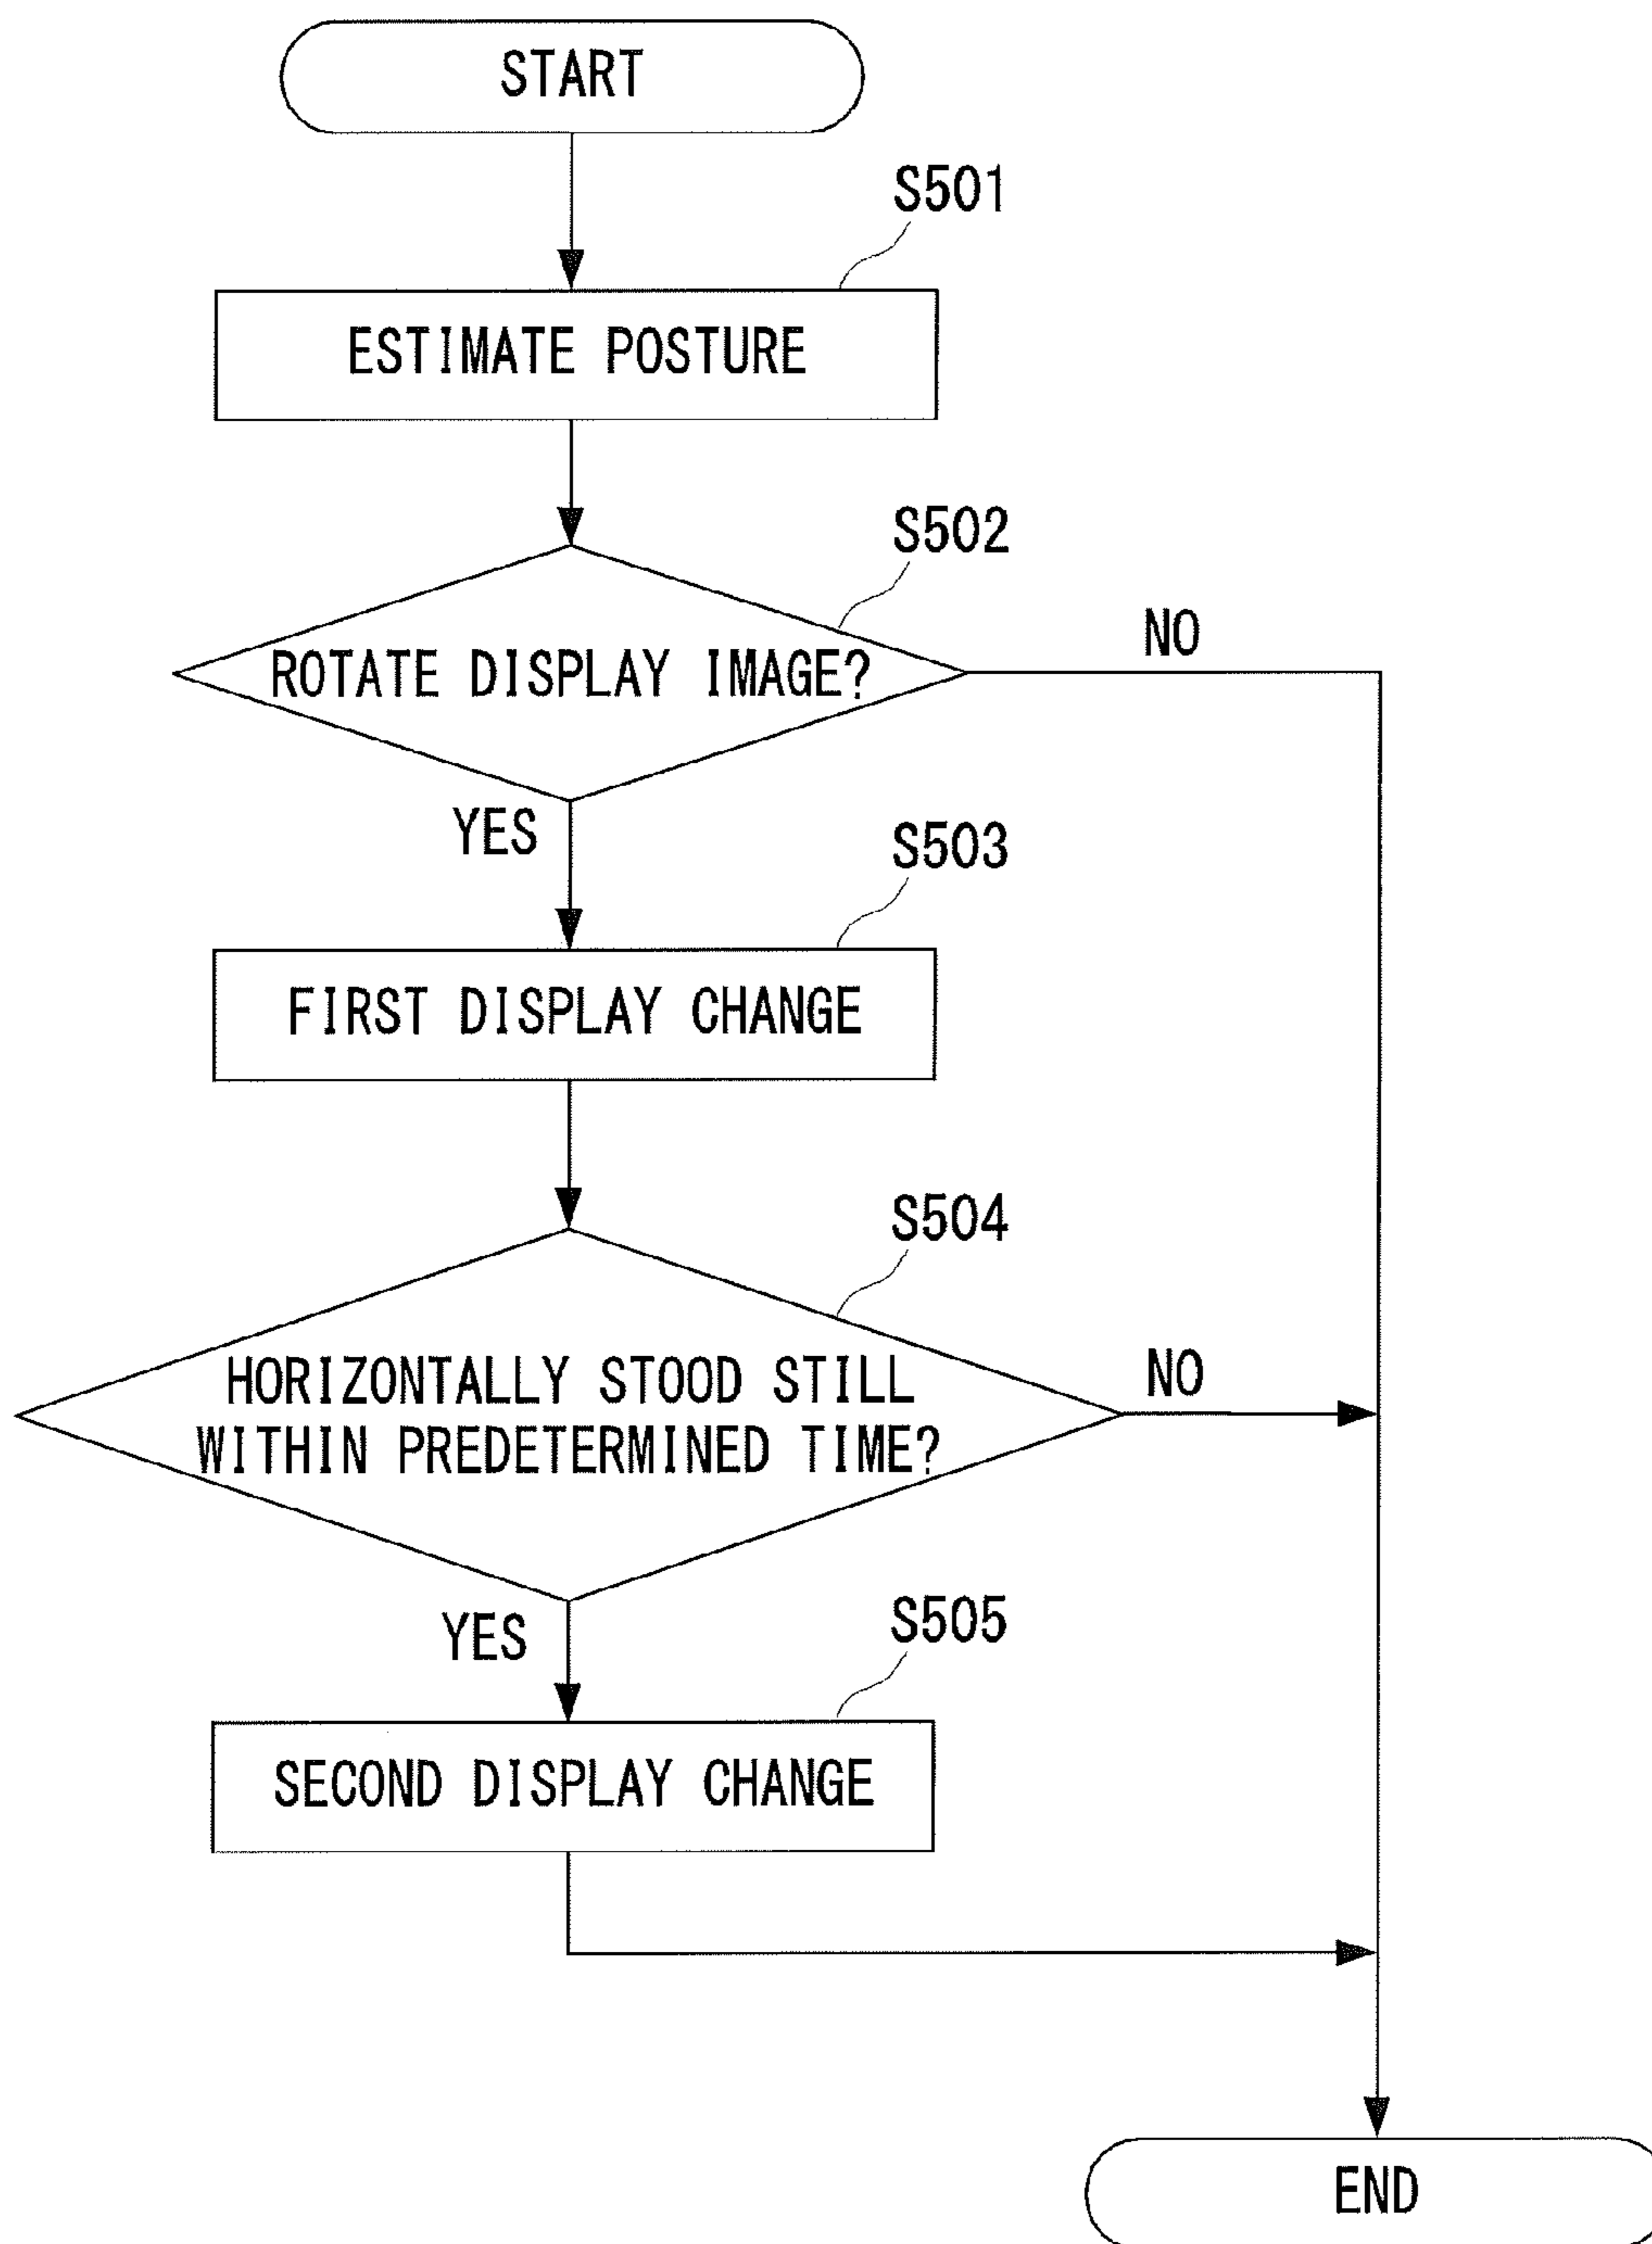 START
S501
ESTIMATE POSTURE
S502
ROTATE DISPLAY IMAGE?
NO
YES
S503
FIRST DISPLAY CHANGE
S504
HORIZONTALLY STOOD STILL
WITHIN PREDETERMINED TIME?
NO
YES
S505
SECOND DISPLAY CHANGE
END